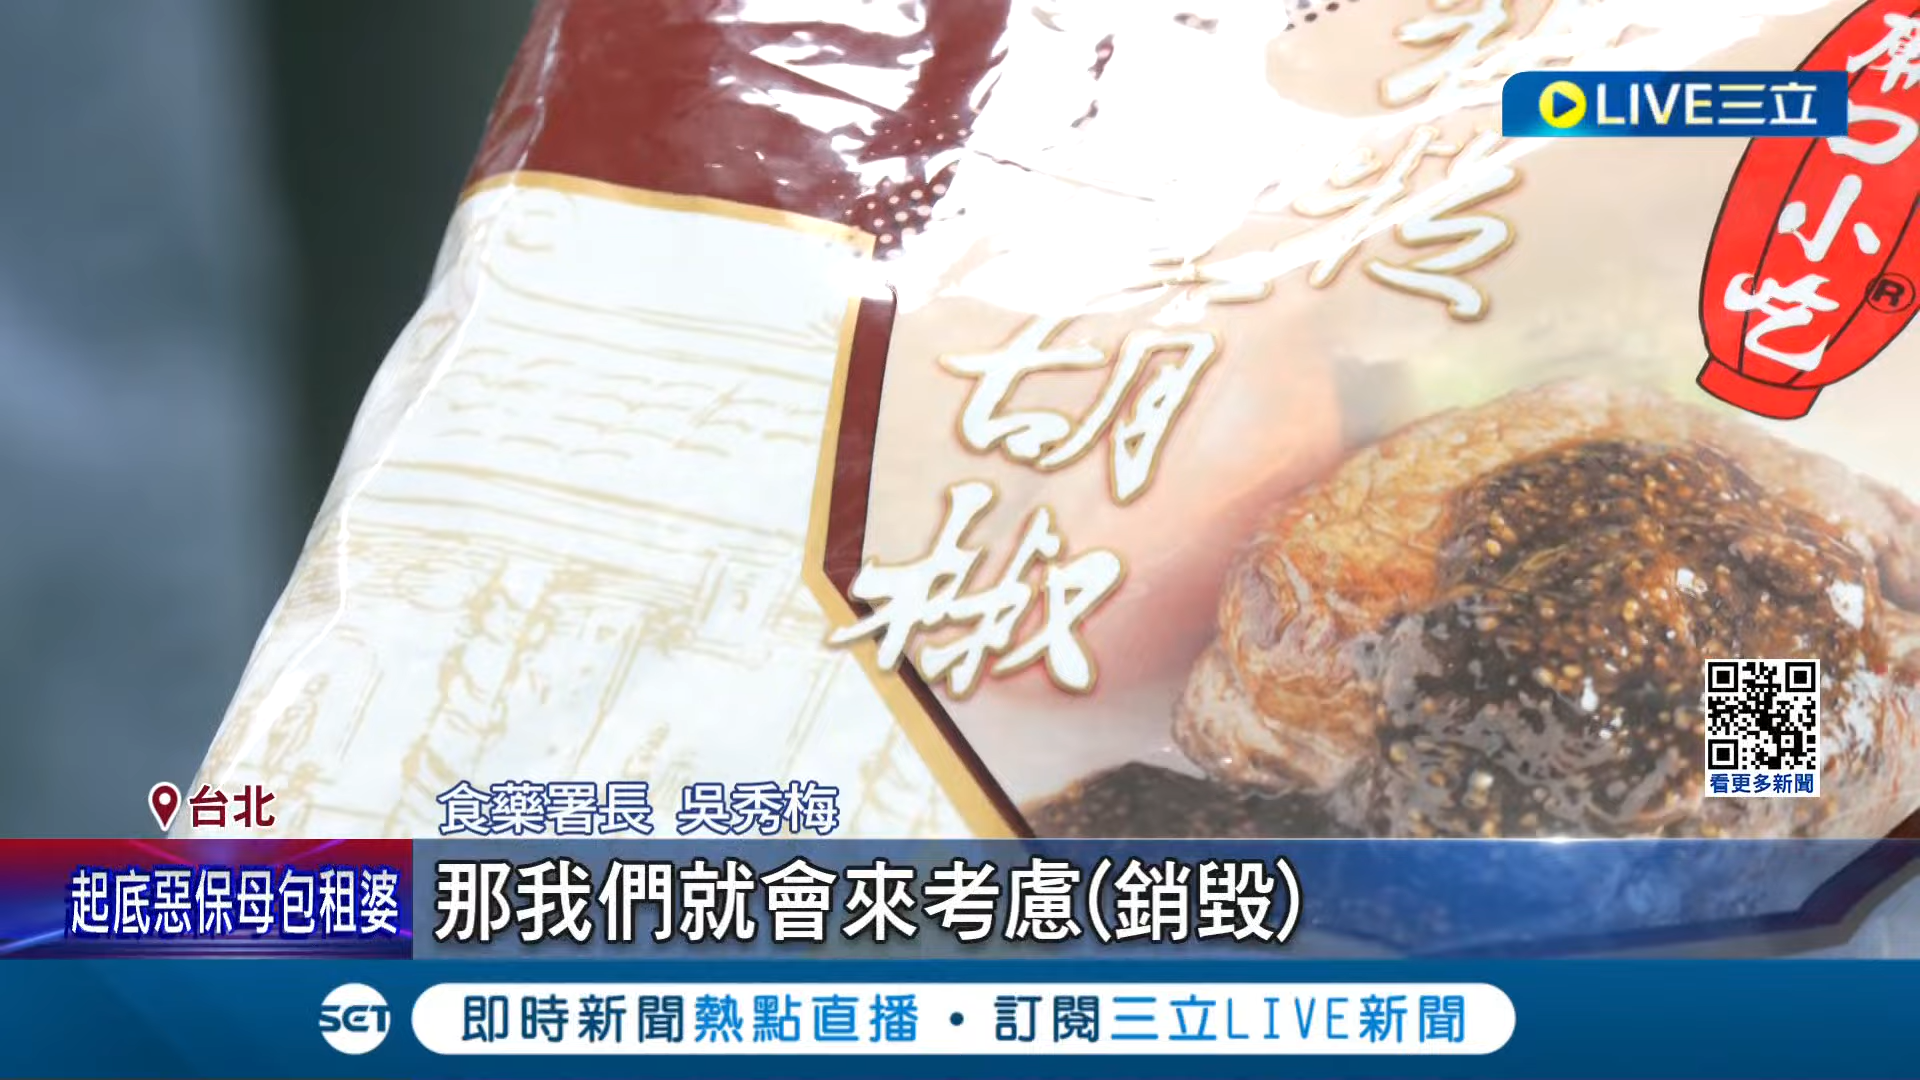 LIVE三立
小吃
®
胡椒
看更多新聞
台北
食藥署長 吳秀梅
起底惡保母包租婆
那我們就會來考慮(銷毀)
SET
即時新聞熱點直播・訂閱三立LIVE新聞